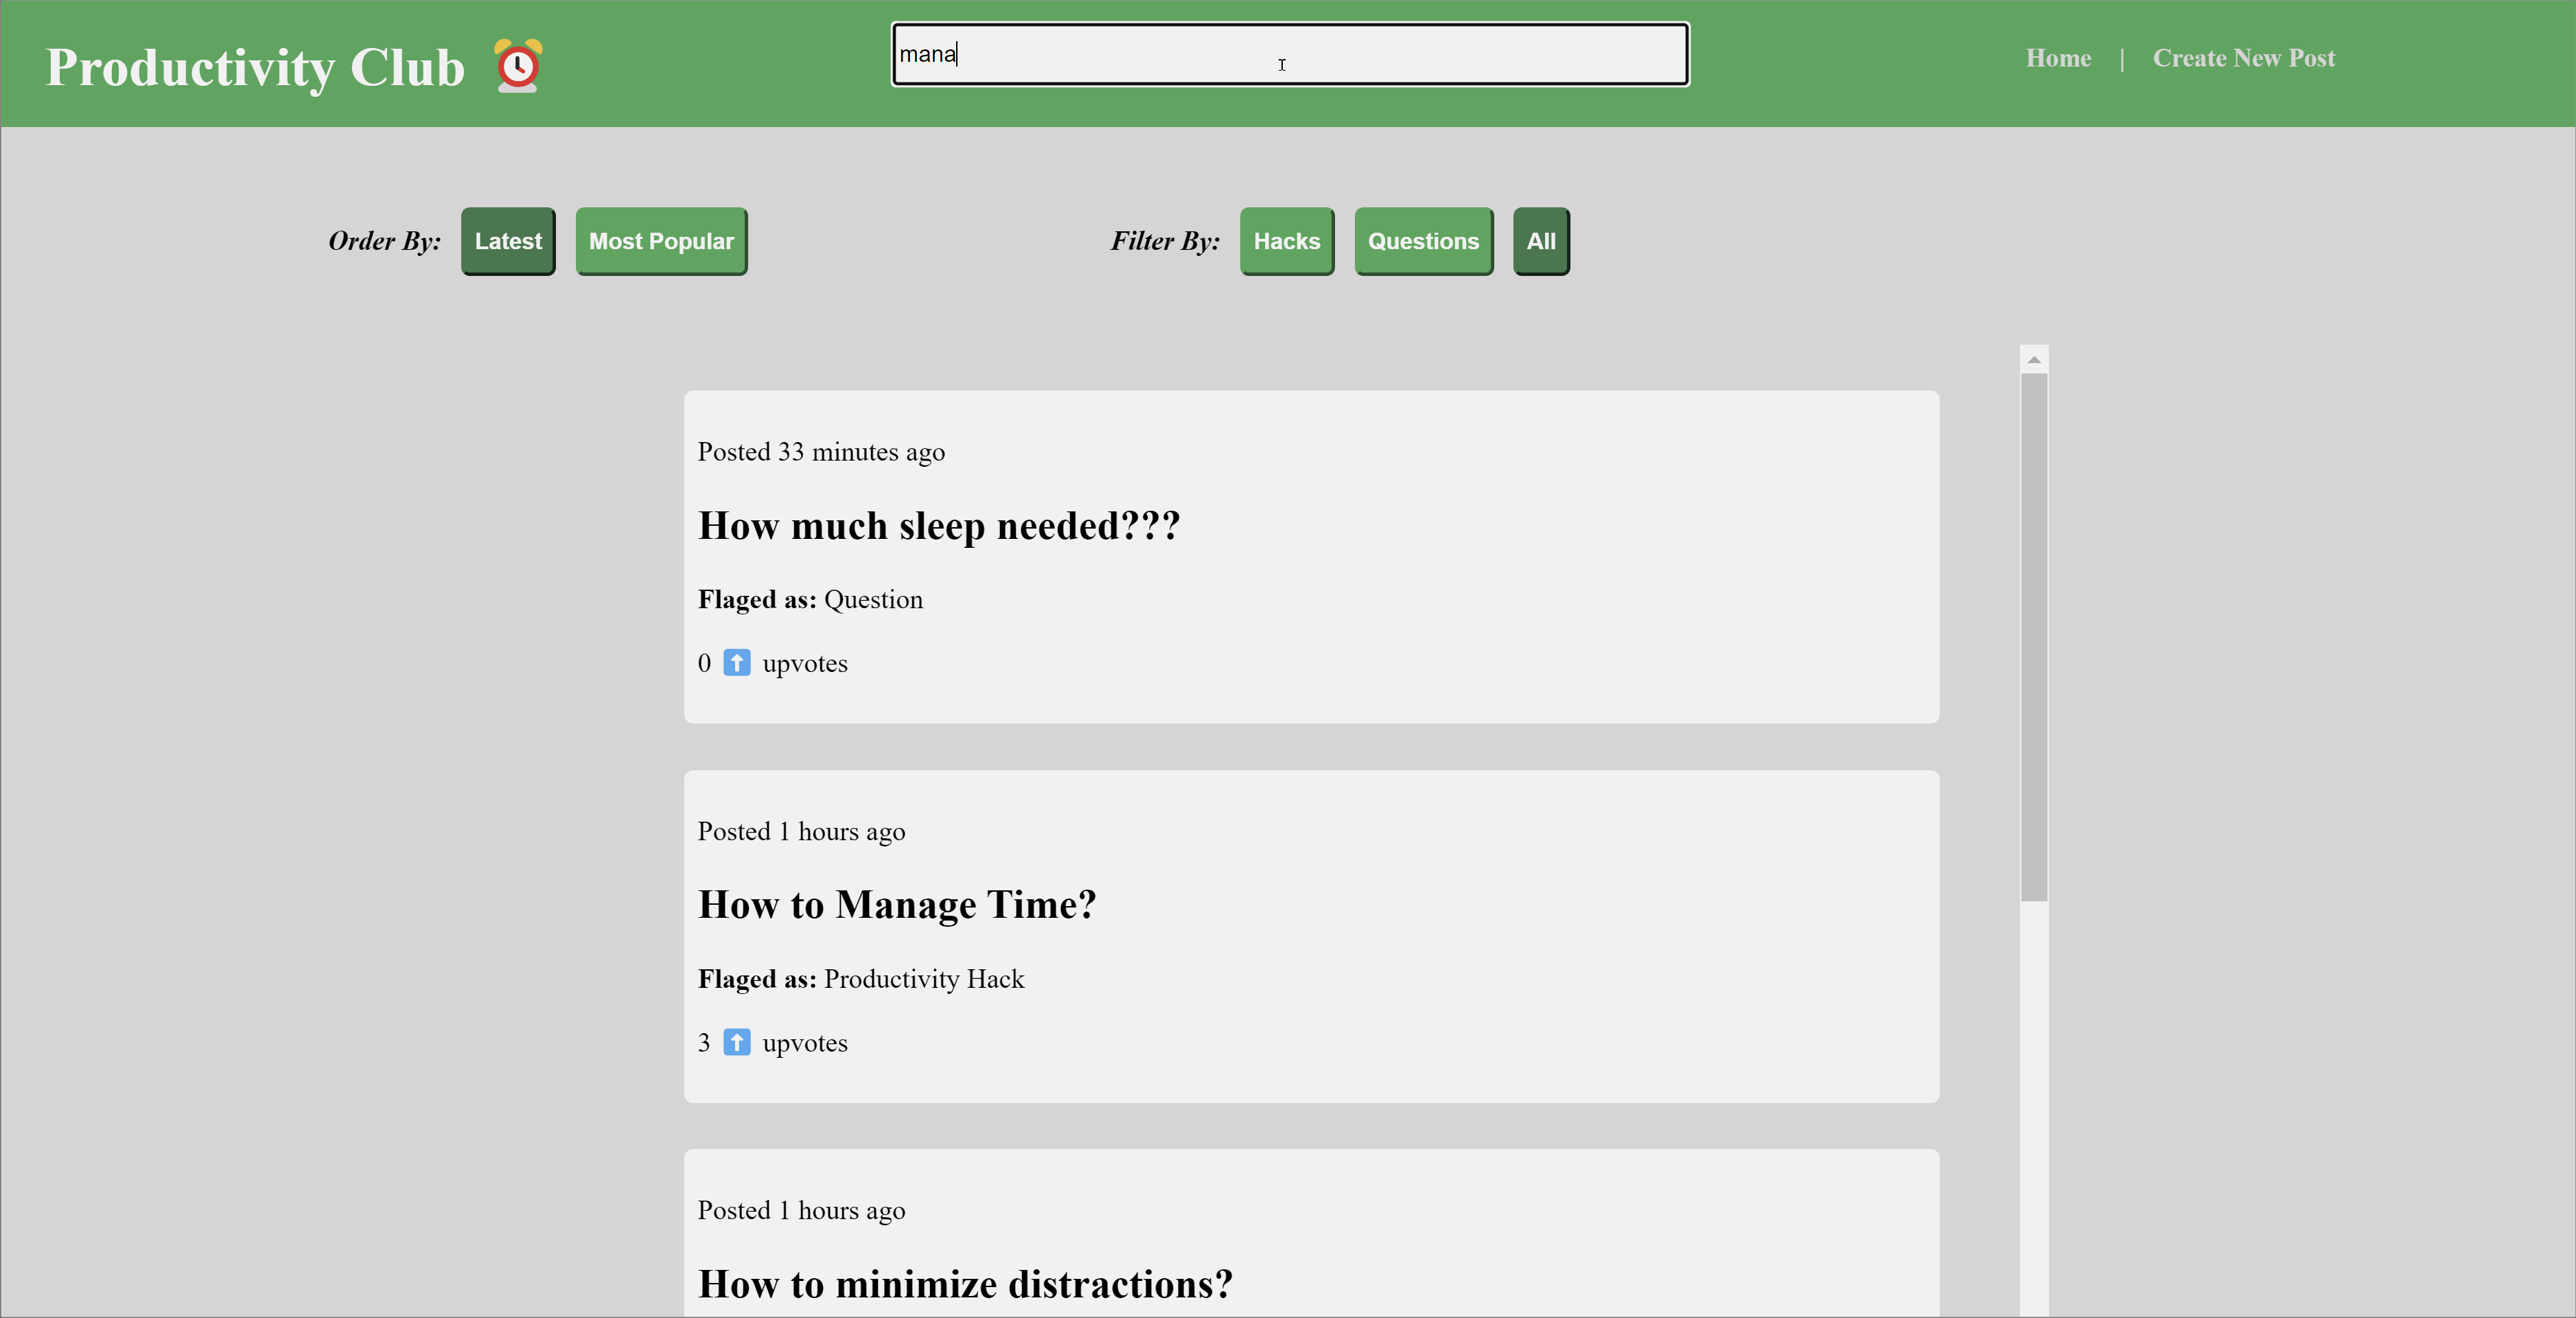 Productivity Club
mana
Home | Create New Post
Order By: Latest Most Popular Filter By: Hacks Questions All
Posted 33 minutes ago
How much sleep needed???
Flaged as: Question
0 ⬆️ upvotes
Posted 1 hours ago
How to Manage Time?
Flaged as: Productivity Hack
3 ⬆️ upvotes
Posted 1 hours ago
How to minimize distractions?